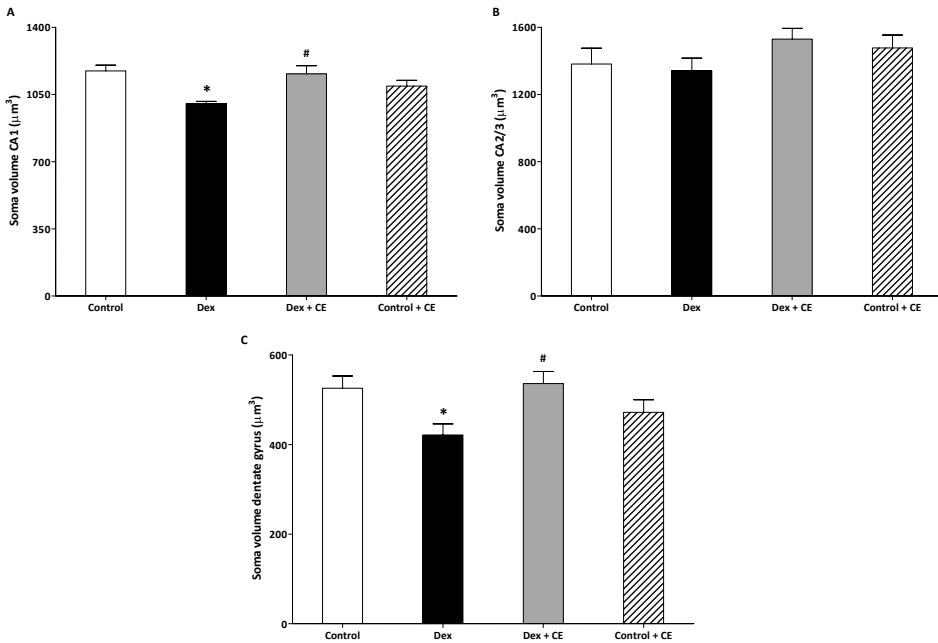 A
1400
1050
700
350
0
Soma volume CA1 (μm³)
*
#
Control
Dex
Dex + CE
Control + CE
B
1600
1200
800
400
0
Soma volume CA2/3 (μm³)
Control
Dex
Dex + CE
Control + CE
C
600
400
200
0
Soma volume dentate gyrus (μm³)
*
#
Control
Dex
Dex + CE
Control + CE